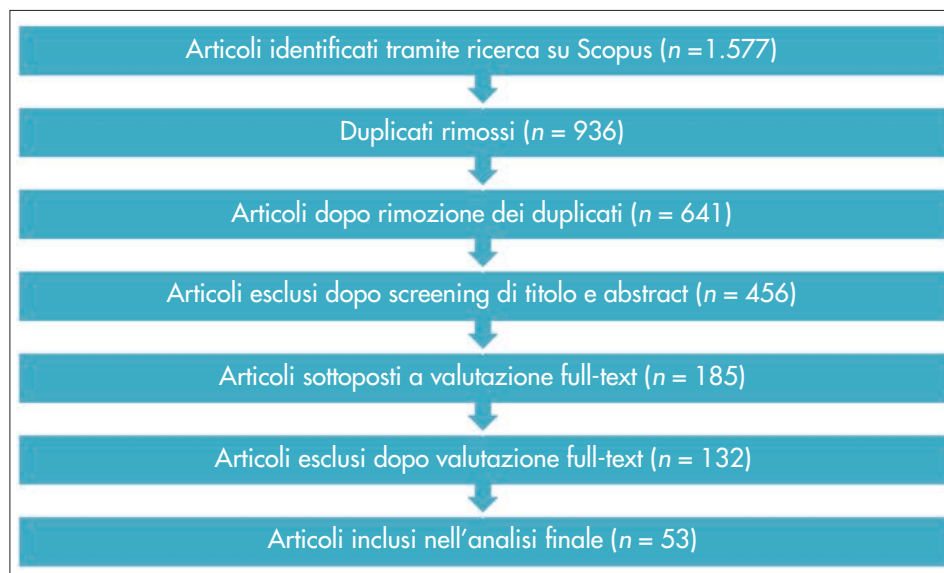 Articoli identificati tramite ricerca su Scopus (n =1.577)
Duplicati rimossi (n = 936)
Articoli dopo rimozione dei duplicati (n = 641)
Articoli esclusi dopo screening di titolo e abstract (n = 456)
Articoli sottoposti a valutazione full-text (n = 185)
Articoli esclusi dopo valutazione full-text (n = 132)
Articoli inclusi nell’analisi finale (n = 53)